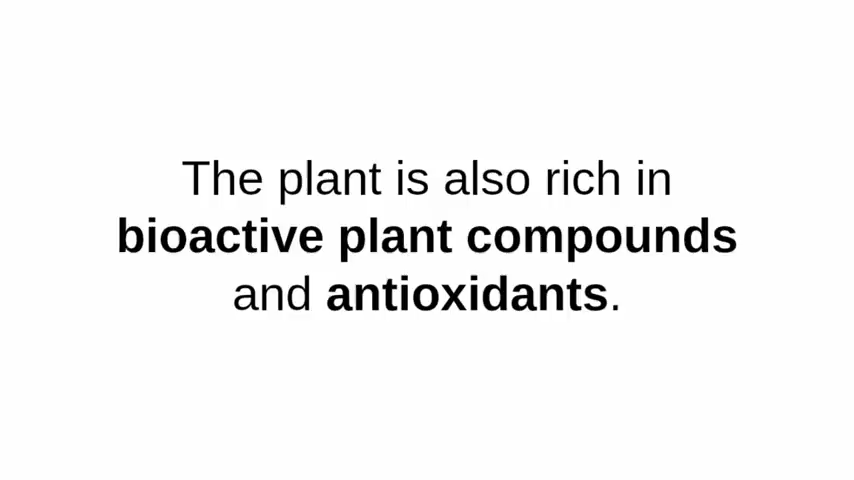 The plant is also rich in
bioactive plant compounds
and antioxidants.